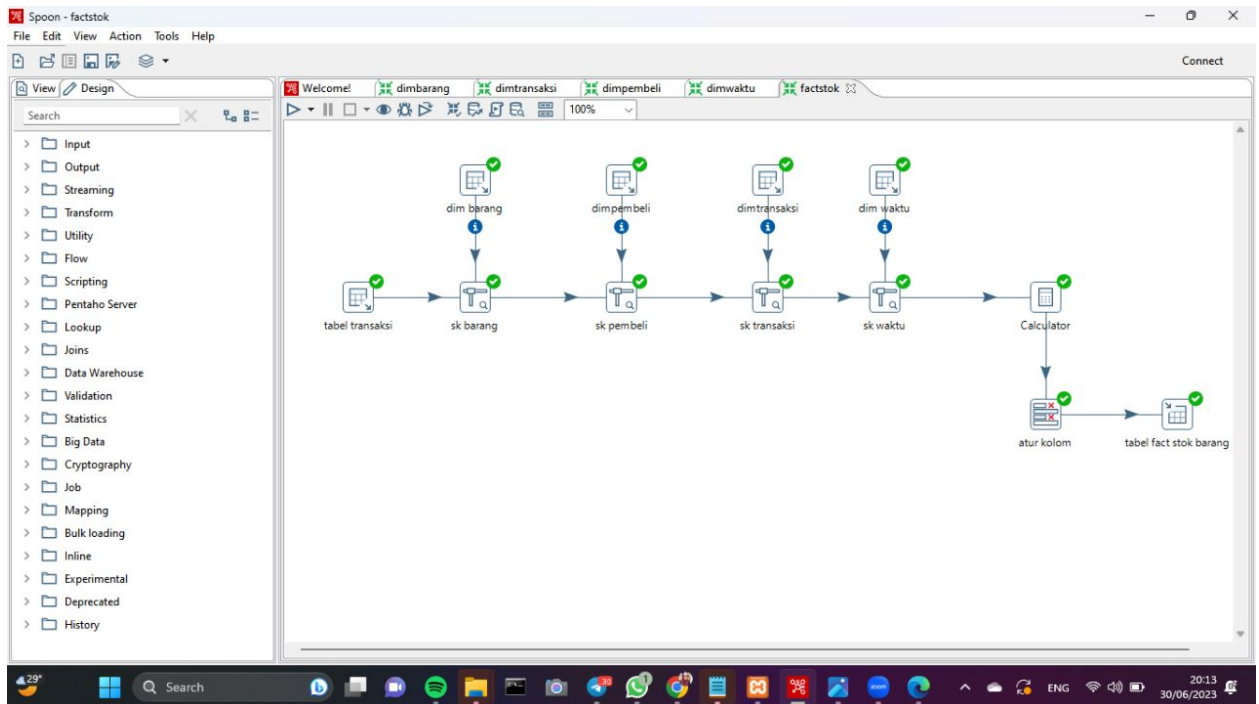 Spoon - factstok
File Edit View Action Tools Help
Connect
View Design
Welcome! dimbarang dimtransaksi dimpembeli dimwaktu factstok
Search
100%
Input
Output
Streaming
Transform
Utility
Flow
Scripting
Pentaho Server
Lookup
Joins
Data Warehouse
Validation
Statistics
Big Data
Cryptography
Job
Mapping
Bulk loading
Inline
Experimental
Deprecated
History
dim barang dimpembeli dimtransaksi dim waktu
tabel transaksi sk barang sk pembeli sk transaksi sk waktu Calculator
atur kolom tabel fact stok barang
29°
Search
30
1
zoom
ENG
20:13
30/06/2023